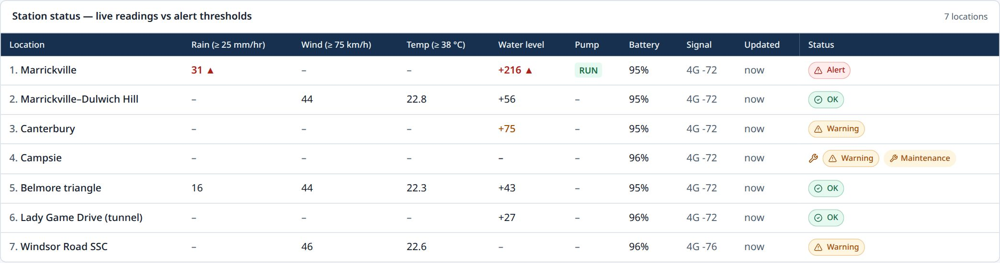 Station status — live readings vs alert thresholds 7 locations
Location Rain (≥ 25 mm/hr) Wind (≥ 75 km/h) Temp (≥ 38 °C) Water level Pump Battery Signal Updated Status
1. Marrickville 31 ▲ – – +216 ▲ RUN 95% 4G -72 now Alert
2. Marrickville–Dulwich Hill – 44 22.8 +56 – 95% 4G -72 now OK
3. Canterbury – – – +75 – 95% 4G -72 now Warning
4. Campsie – – – – – 96% 4G -72 now Warning Maintenance
5. Belmore triangle 16 44 22.3 +43 – 95% 4G -72 now OK
6. Lady Game Drive (tunnel) – – – +27 – 96% 4G -72 now OK
7. Windsor Road SSC – 46 22.6 – – 96% 4G -76 now Warning